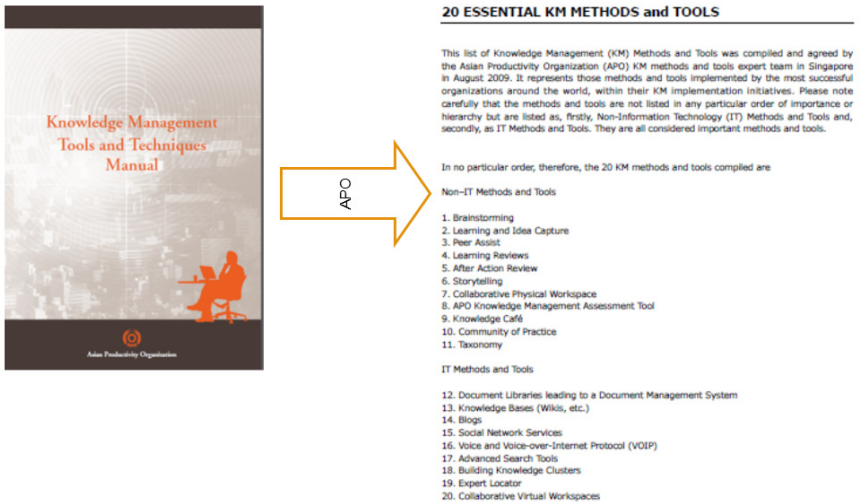 Knowledge Management
Tools and Techniques
Manual
Asian Productivity Organization
APO
20 ESSENTIAL KM METHODS and TOOLS
This list of Knowledge Management (KM) Methods and Tools was compiled and agreed by
the Asian Productivity Organization (APO) KM methods and tools expert team in Singapore
in August 2009. It represents those methods and tools implemented by the most successful
organizations around the world, within their KM implementation initiatives. Please note
carefully that the methods and tools are not listed in any particular order of importance or
hierarchy but are listed as, firstly, Non-Information Technology (IT) Methods and Tools and,
secondly, as IT Methods and Tools. They are all considered important methods and tools.
In no particular order, therefore, the 20 KM methods and tools compiled are
Non–IT Methods and Tools
1. Brainstorming
2. Learning and Idea Capture
3. Peer Assist
4. Learning Reviews
5. After Action Review
6. Storytelling
7. Collaborative Physical Workspace
8. APO Knowledge Management Assessment Tool
9. Knowledge Café
10. Community of Practice
11. Taxonomy
IT Methods and Tools
12. Document Libraries leading to a Document Management System
13. Knowledge Bases (Wikis, etc.)
14. Blogs
15. Social Network Services
16. Voice and Voice-over-Internet Protocol (VOIP)
17. Advanced Search Tools
18. Building Knowledge Clusters
19. Expert Locator
20. Collaborative Virtual Workspaces